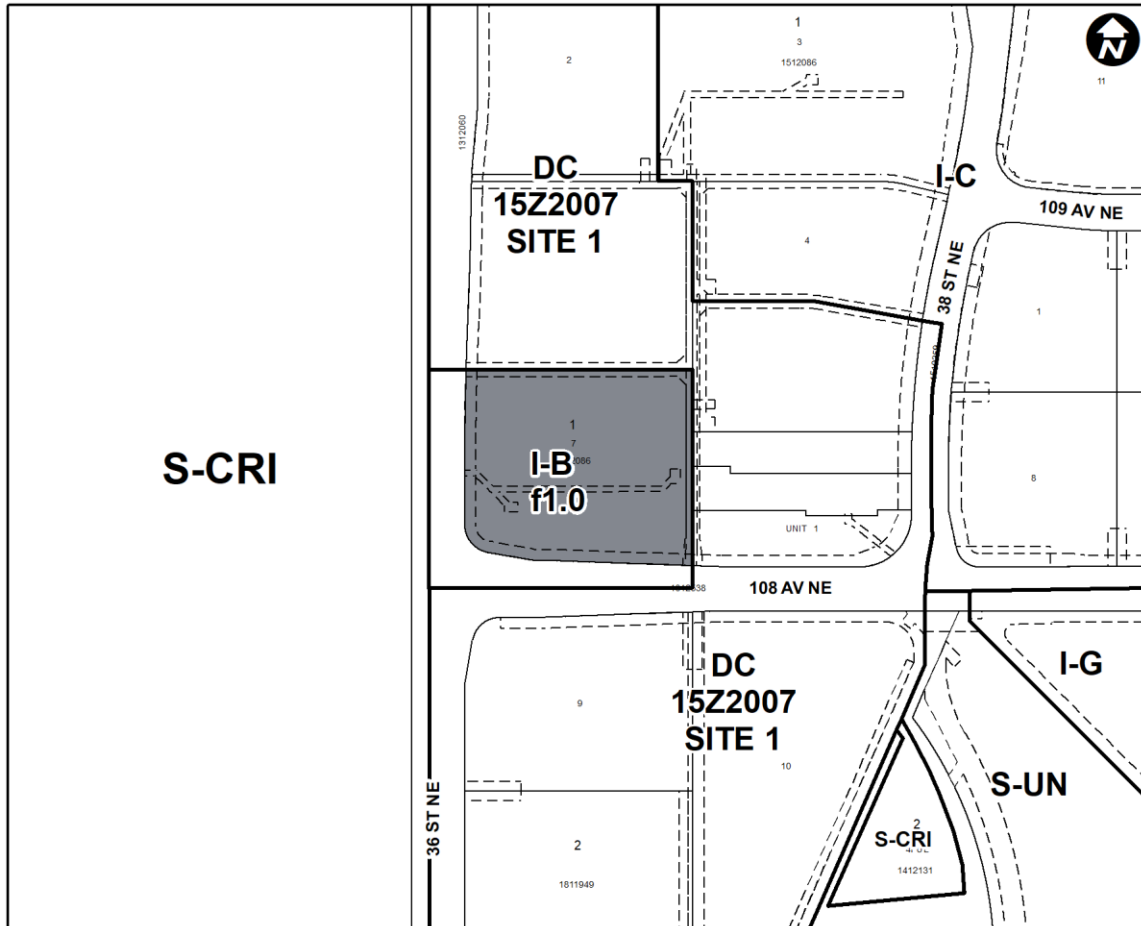 N
1
3
1512086
2
11
1312060
DC
15Z2007
SITE 1
I-C
109 AV NE
4
38 ST NE
1
1
7
I-B
f1.0
S-CRI
8
UNIT 1
108 AV NE
DC
15Z2007
SITE 1
I-G
9
10
S-UN
36 ST NE
2
S-CRI
2
1412131
1811949